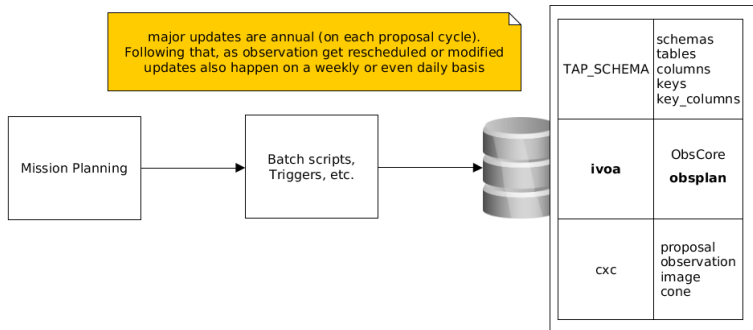 major updates are annual (on each proposal cycle).
Following that, as observation get rescheduled or modified
updates also happen on a weekly or even daily basis
Mission Planning
Batch scripts,
Triggers, etc.
TAP_SCHEMA
schemas
tables
columns
keys
key_columns
ivoa
ObsCore
obsplan
cxc
proposal
observation
image
cone